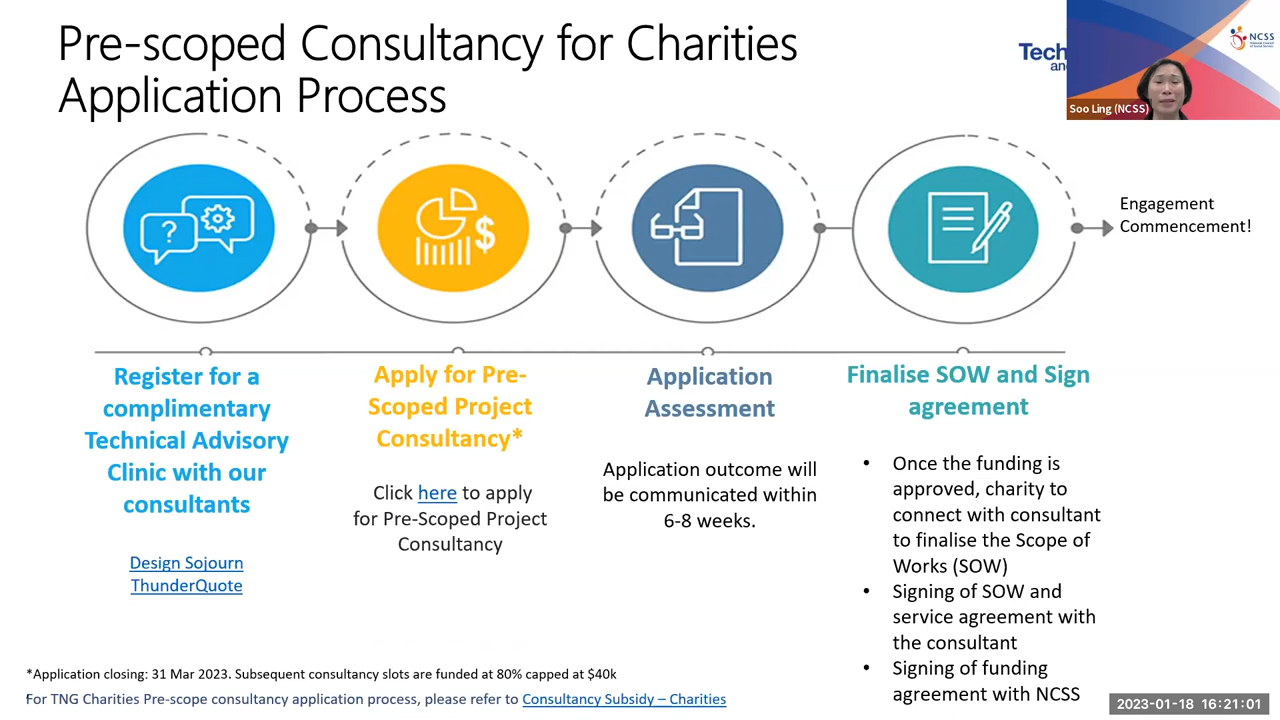 Pre-scoped Consultancy for Charities
Application Process
Tech
and
NCSS
Soo Ling (NCSS)
?
$
Engagement
Commencement!
Register for a
complimentary
Technical Advisory
Clinic with our
consultants
Design Sojourn
ThunderQuote
Apply for Pre-
Scoped Project
Consultancy*
Click here to apply
for Pre-Scoped Project
Consultancy
Application
Assessment
Application outcome will
be communicated within
6-8 weeks.
Finalise SOW and Sign
agreement
• Once the funding is
approved, charity to
connect with consultant
to finalise the Scope of
Works (SOW)
• Signing of SOW and
service agreement with
the consultant
• Signing of funding
agreement with NCSS
*Application closing: 31 Mar 2023. Subsequent consultancy slots are funded at 80% capped at $40k
For TNG Charities Pre-scope consultancy application process, please refer to Consultancy Subsidy – Charities
2023-01-18 16:21:01